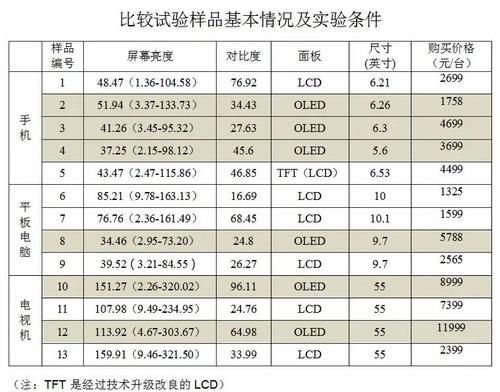 比较试验样品基本情况及实验条件
样品编号 屏幕亮度 对比度 面板 尺寸(英寸) 购买价格(元/台)
手机
1 48.47（1.36-104.58） 76.92 LCD 6.21 2699
2 51.94（3.37-133.73） 34.43 OLED 6.26 1758
3 41.26（3.45-95.32） 27.63 OLED 6.3 4699
4 37.25（2.15-98.12） 45.6 OLED 5.6 3699
5 43.47（2.47-115.86） 46.85 TFT（LCD） 6.53 4499
平板电脑
6 85.21（9.78-163.13） 16.69 LCD 10 1325
7 76.76（2.36-161.49） 68.45 LCD 10.1 1599
8 34.46（2.95-73.20） 24.8 OLED 9.7 5788
9 39.52（3.21-84.55） 26.27 LCD 9.7 2565
电视机
10 151.27（2.26-320.02） 96.11 OLED 55 8999
11 107.98（9.49-234.95） 24.76 LCD 55 7399
12 113.92（4.67-303.67） 64.98 OLED 55 11999
13 159.91（9.46-321.50） 33.99 LCD 55 2399
（注：TFT 是经过技术升级改良的 LCD）